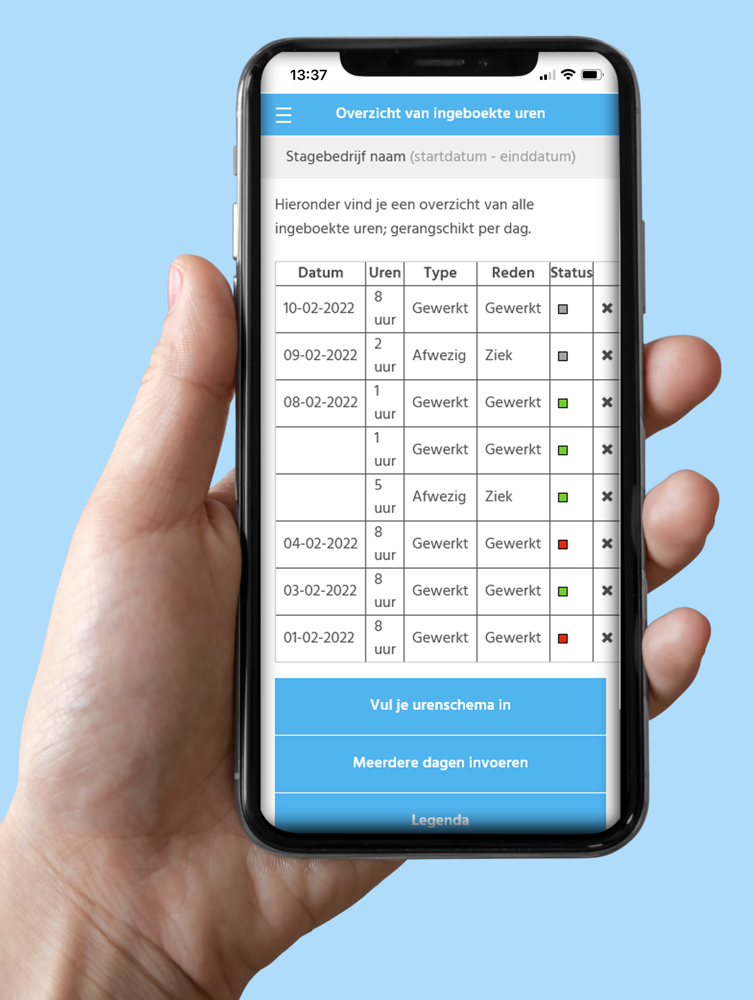 13:37
Overzicht van ingeboekte uren
Stagebedrijf naam (startdatum - einddatum)
Hieronder vind je een overzicht van alle
ingeboekte uren; gerangschikt per dag.
Datum Uren Type Reden Status
10-02-2022 8 uur Gewerkt Gewerkt
09-02-2022 2 uur Afwezig Ziek
08-02-2022 1 uur Gewerkt Gewerkt
1 uur Gewerkt Gewerkt
5 uur Afwezig Ziek
04-02-2022 8 uur Gewerkt Gewerkt
03-02-2022 8 uur Gewerkt Gewerkt
01-02-2022 8 uur Gewerkt Gewerkt
Vul je urenschema in
Meerdere dagen invoeren
Legenda